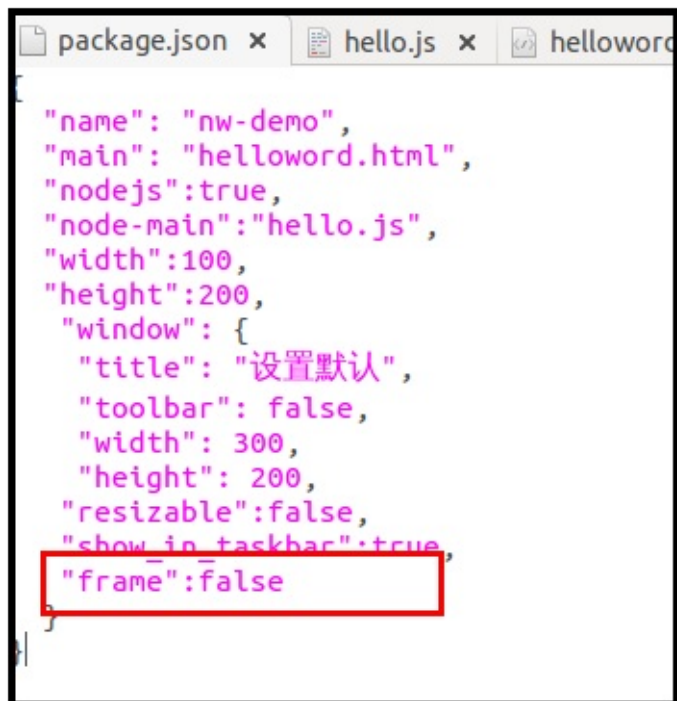 package.json × hello.js × helloword
{
"name": "nw-demo",
"main": "helloword.html",
"nodejs":true,
"node-main":"hello.js",
"width":100,
"height":200,
"window": {
"title": "设置默认",
"toolbar": false,
"width": 300,
"height": 200,
"resizable":false,
"show_in_taskbar":true,
"frame":false
}
}